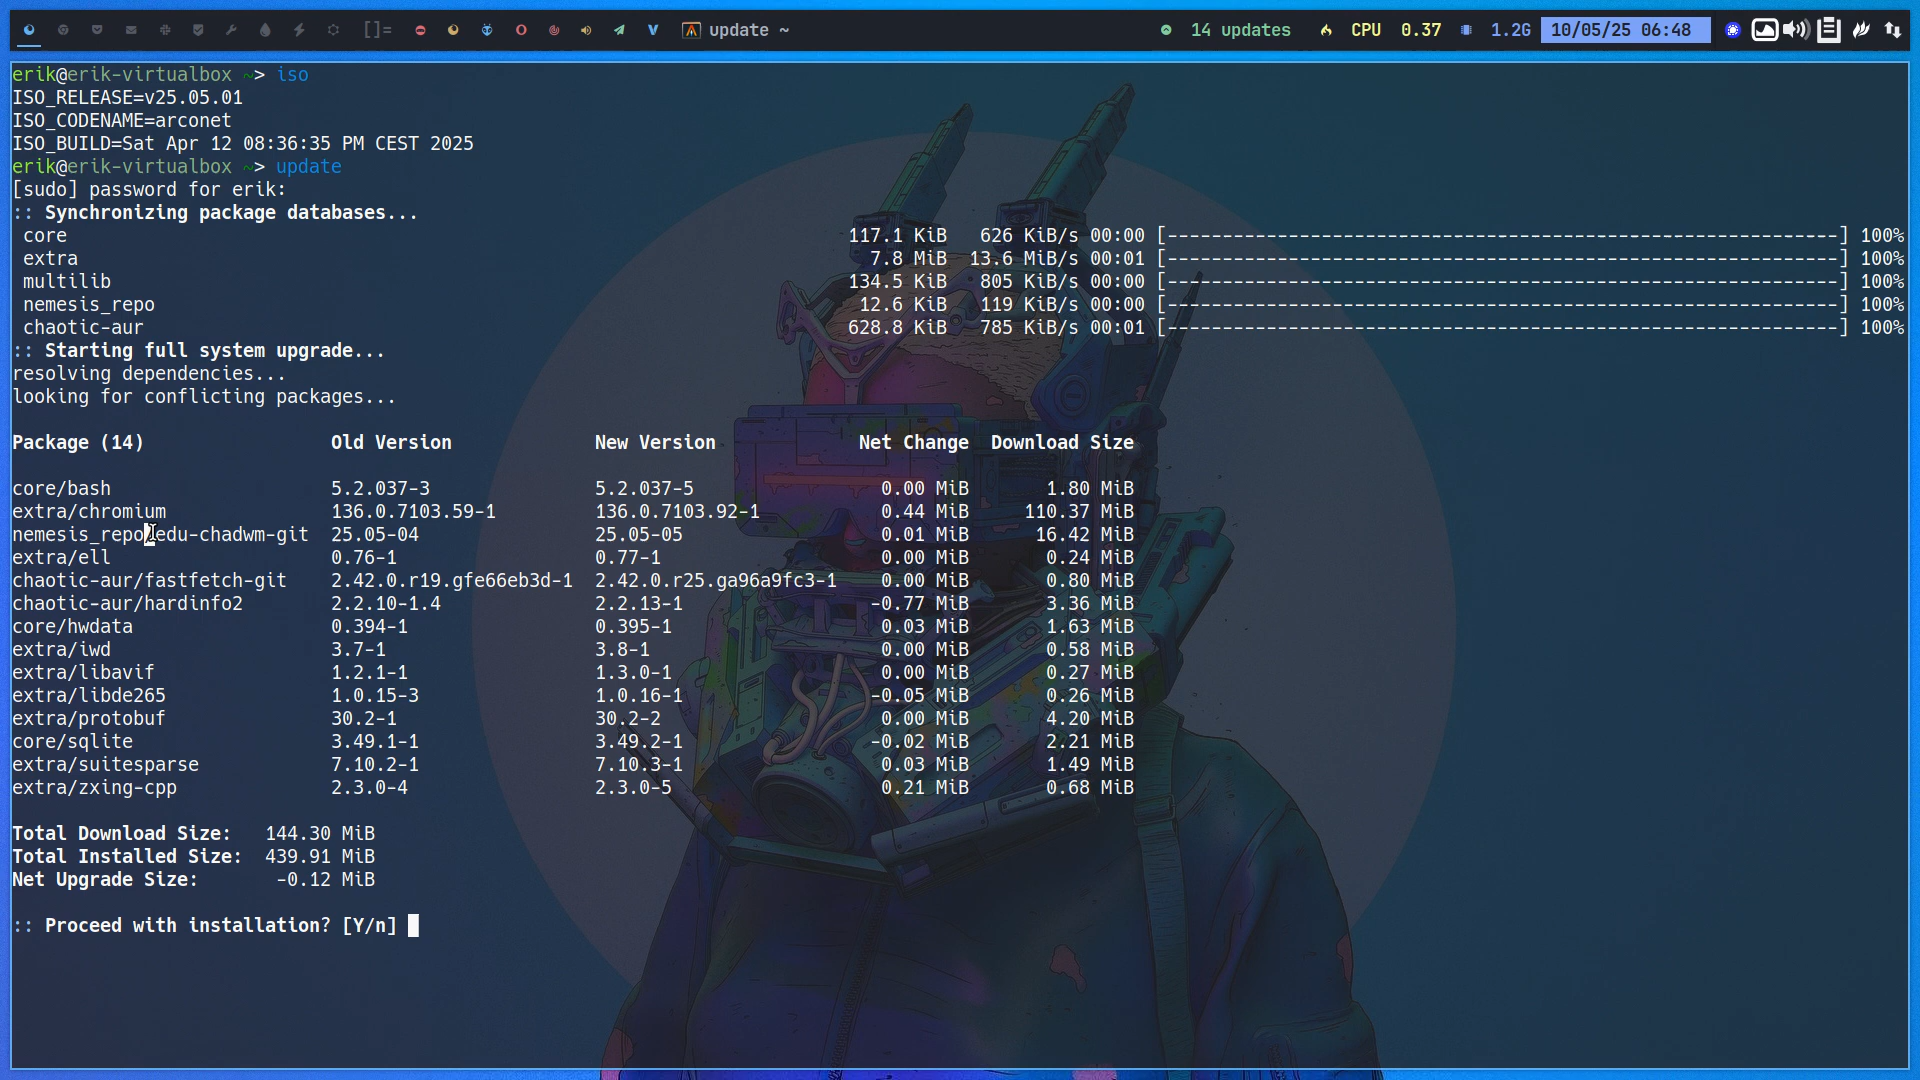 []= update ~ 14 updates CPU 0.37 1.2G 10/05/25 06:48
erik@erik-virtualbox ~> iso
ISO_RELEASE=v25.05.01
ISO_CODENAME=arconet
ISO_BUILD=Sat Apr 12 08:36:35 PM CEST 2025
erik@erik-virtualbox ~> update
[sudo] password for erik:
:: Synchronizing package databases...
core 117.1 KiB 626 KiB/s 00:00 [--------------------------------------------------------------] 100%
extra 7.8 MiB 13.6 MiB/s 00:01 [--------------------------------------------------------------] 100%
multilib 134.5 KiB 805 KiB/s 00:00 [--------------------------------------------------------------] 100%
nemesis_repo 12.6 KiB 119 KiB/s 00:00 [--------------------------------------------------------------] 100%
chaotic-aur 628.8 KiB 785 KiB/s 00:01 [--------------------------------------------------------------] 100%
:: Starting full system upgrade...
resolving dependencies...
looking for conflicting packages...
Package (14) Old Version New Version Net Change Download Size
core/bash 5.2.037-3 5.2.037-5 0.00 MiB 1.80 MiB
extra/chromium 136.0.7103.59-1 136.0.7103.92-1 0.44 MiB 110.37 MiB
nemesis_repo/edu-chadwm-git 25.05-04 25.05-05 0.01 MiB 16.42 MiB
extra/ell 0.76-1 0.77-1 0.00 MiB 0.24 MiB
chaotic-aur/fastfetch-git 2.42.0.r19.gfe66eb3d-1 2.42.0.r25.ga96a9fc3-1 0.00 MiB 0.80 MiB
chaotic-aur/hardinfo2 2.2.10-1.4 2.2.13-1 -0.77 MiB 3.36 MiB
core/hwdata 0.394-1 0.395-1 0.03 MiB 1.63 MiB
extra/iwd 3.7-1 3.8-1 0.00 MiB 0.58 MiB
extra/libavif 1.2.1-1 1.3.0-1 0.00 MiB 0.27 MiB
extra/libde265 1.0.15-3 1.0.16-1 -0.05 MiB 0.26 MiB
extra/protobuf 30.2-1 30.2-2 0.00 MiB 4.20 MiB
core/sqlite 3.49.1-1 3.49.2-1 -0.02 MiB 2.21 MiB
extra/suitesparse 7.10.2-1 7.10.3-1 0.03 MiB 1.49 MiB
extra/zxing-cpp 2.3.0-4 2.3.0-5 0.21 MiB 0.68 MiB
Total Download Size: 144.30 MiB
Total Installed Size: 439.91 MiB
Net Upgrade Size: -0.12 MiB
:: Proceed with installation? [Y/n]